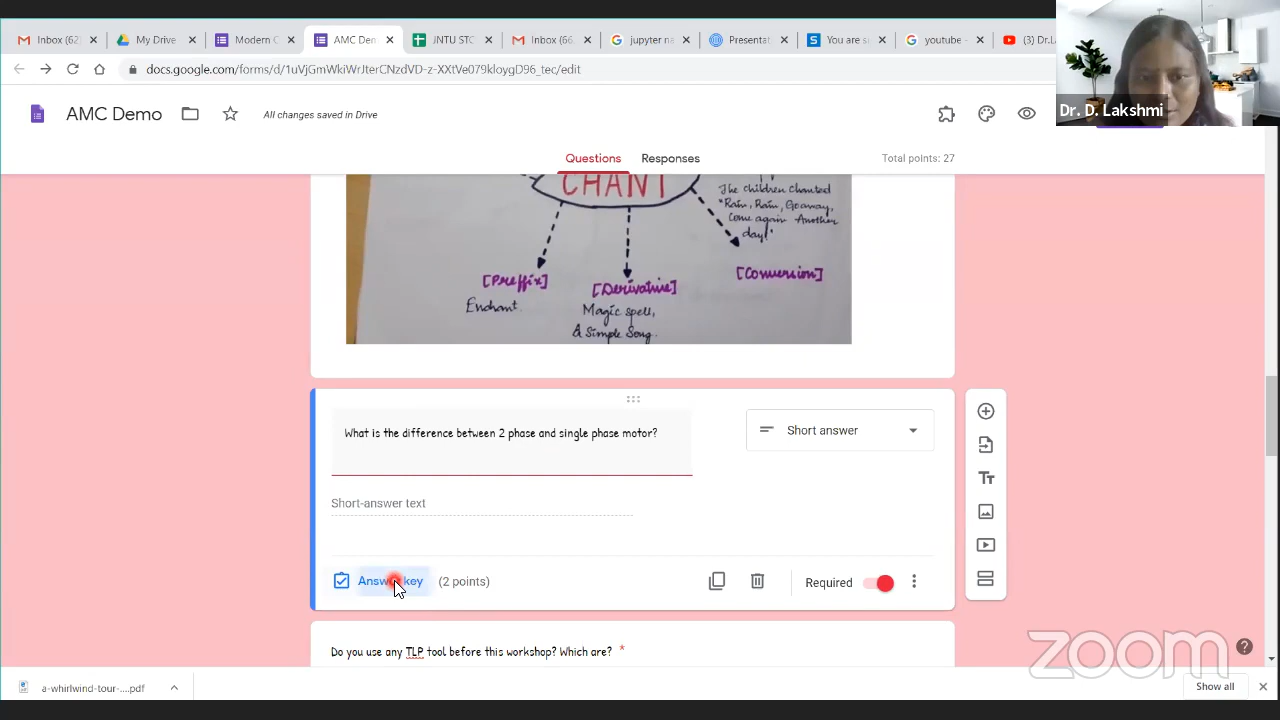 Inbox (62)
My Drive
Modern C
AMC Den
JNTU STC
Inbox (66,
jupyter ne
Presentat
You are s
youtube -
(3) Dr.L
docs.google.com/forms/d/1uVjGmWkiWrJterCNzdVD-z-XXtVe079kloygD96_tec/edit
Dr. D. Lakshmi
AMC Demo
All changes saved in Drive
Questions
Responses
Total points: 27
CHANT
The children chanted
"Rain, Rain, Go away,
Come again Another
day!"
[Preffix]
[Derivative]
[Conversion]
Enchant.
Magic spell,
A Simple Song.
What is the difference between 2 phase and single phase motor?
Short answer
Short-answer text
Answer key
(2 points)
Required
Do you use any TLP tool before this workshop? Which are? *
zoom
a-whirlwind-tour-....pdf
Show all